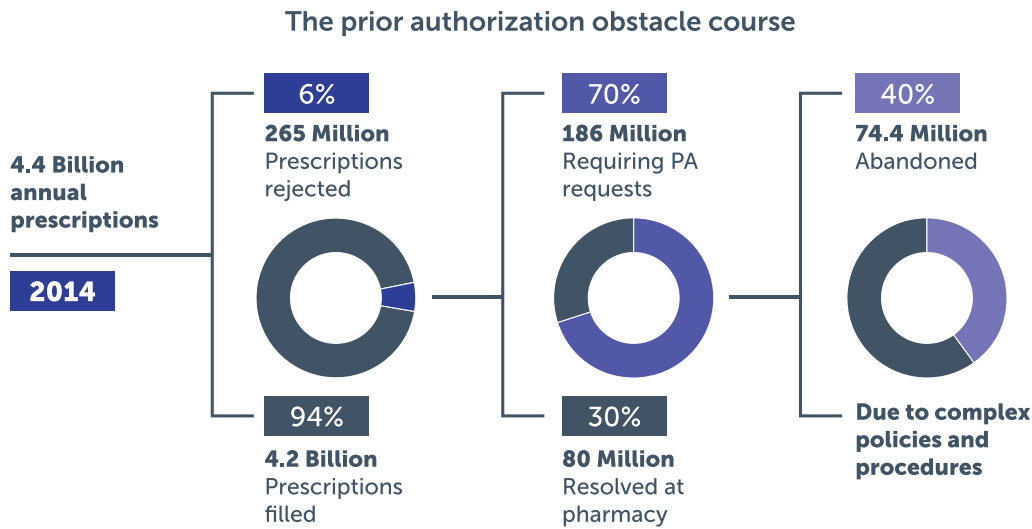 The prior authorization obstacle course
4.4 Billion
annual
prescriptions
2014
6%
265 Million
Prescriptions
rejected
94%
4.2 Billion
Prescriptions
filled
70%
186 Million
Requiring PA
requests
30%
80 Million
Resolved at
pharmacy
40%
74.4 Million
Abandoned
Due to complex
policies and
procedures